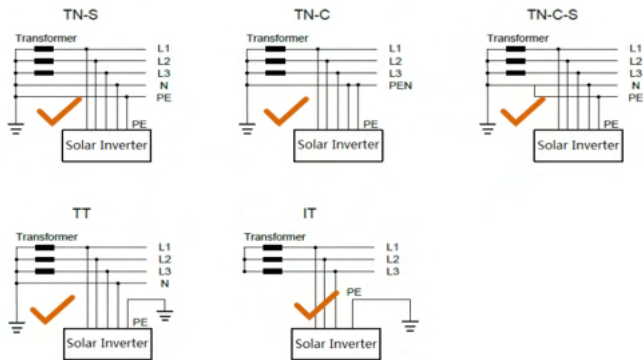 TN-S
Transformer
L1
L2
L3
N
PE
PE
Solar Inverter
TN-C
Transformer
L1
L2
L3
PEN
PE
Solar Inverter
TN-C-S
Transformer
L1
L2
L3
N
PE
PE
Solar Inverter
TT
Transformer
L1
L2
L3
N
PE
Solar Inverter
IT
Transformer
L1
L2
L3
PE
Solar Inverter